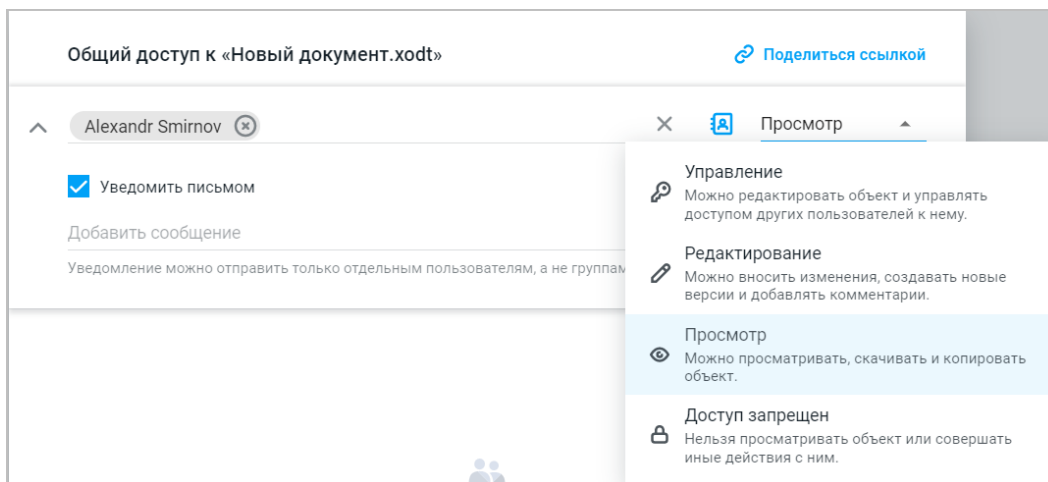 Общий доступ к «Новый документ.xodt»
Поделиться ссылкой
Alexandr Smirnov
Просмотр
Уведомить письмом
Добавить сообщение
Уведомление можно отправить только отдельным пользователям, а не группам
Управление
Можно редактировать объект и управлять
доступом других пользователей к нему.
Редактирование
Можно вносить изменения, создавать новые
версии и добавлять комментарии.
Просмотр
Можно просматривать, скачивать и копировать
объект.
Доступ запрещен
Нельзя просматривать объект или совершать
иные действия с ним.